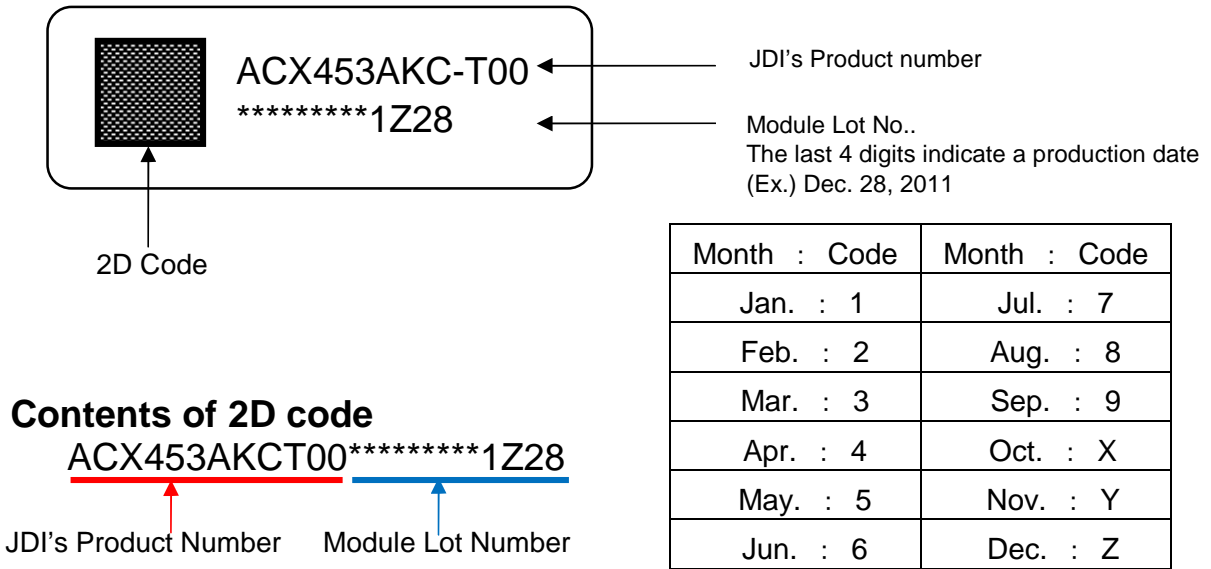 ACX453AKC-T00
*********1Z28
JDI's Product number
Module Lot No..
The last 4 digits indicate a production date
(Ex.) Dec. 28, 2011
2D Code
Month : Code Month : Code
Jan. : 1 Jul. : 7
Feb. : 2 Aug. : 8
Mar. : 3 Sep. : 9
Apr. : 4 Oct. : X
May. : 5 Nov. : Y
Jun. : 6 Dec. : Z
Contents of 2D code
ACX453AKCT00*********1Z28
JDI's Product Number Module Lot Number